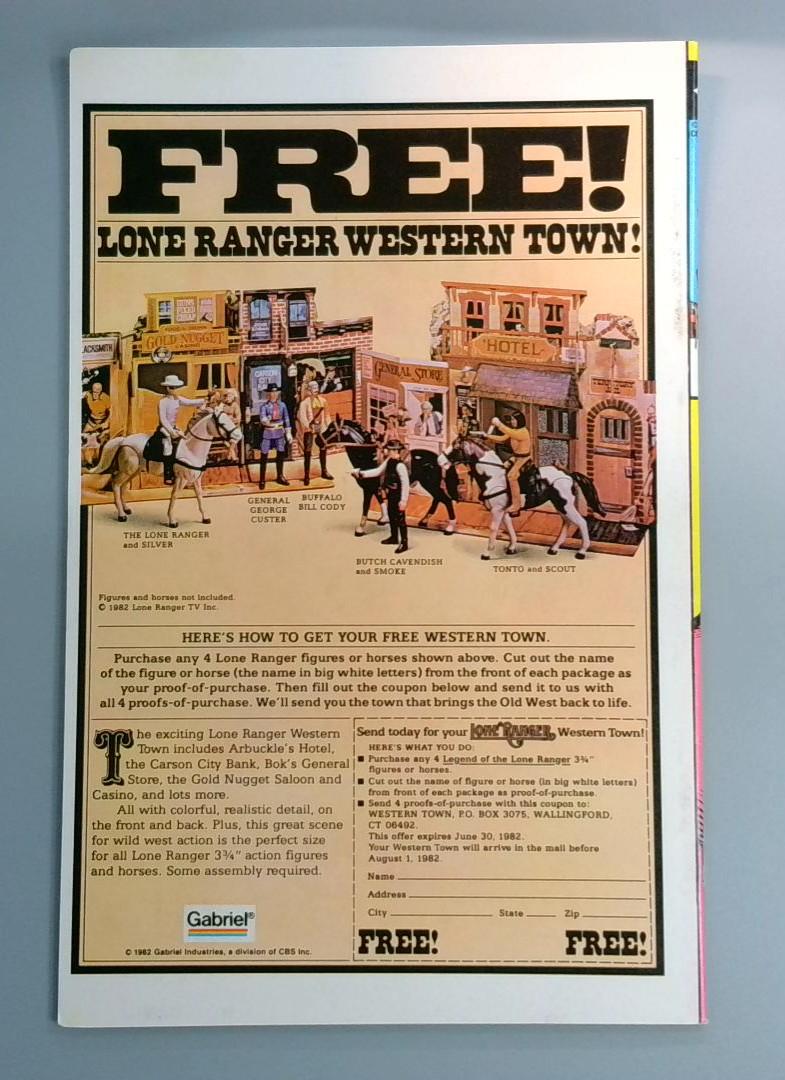 FREE!
LONE RANGER WESTERN TOWN!
LACKSMITH
GOLD NUGGET
CARSON
CITY
GENERAL STORE
HOTEL
THE LONE RANGER
and SILVER
GENERAL
GEORGE
CUSTER
BUFFALO
BILL CODY
BUTCH CAVENDISH
and SMOKE
TONTO and SCOUT
Figures and horses not included.
© 1982 Lone Ranger TV Inc.
HERE'S HOW TO GET YOUR FREE WESTERN TOWN.
Purchase any 4 Lone Ranger figures or horses shown above. Cut out the name
of the figure or horse (the name in big white letters) from the front of each package as
your proof-of-purchase. Then fill out the coupon below and send it to us with
all 4 proofs-of-purchase. We'll send you the town that brings the Old West back to life.
The exciting Lone Ranger Western
Town includes Arbuckle's Hotel,
the Carson City Bank, Bok's General
Store, the Gold Nugget Saloon and
Casino, and lots more.
All with colorful, realistic detail, on
the front and back. Plus, this great scene
for wild west action is the perfect size
for all Lone Ranger 3¾" action figures
and horses. Some assembly required.
Gabriel®
© 1982 Gabriel Industries, a division of CBS Inc.
Send today for your LONE RANGER Western Town!
HERE'S WHAT YOU DO:
■ Purchase any 4 Legend of the Lone Ranger 3¾"
figures or horses.
■ Cut out the name of figure or horse (in big white letters)
from front of each package as proof-of-purchase.
■ Send 4 proofs-of-purchase with this coupon to:
WESTERN TOWN, P.O. BOX 3075, WALLINGFORD,
CT 06492.
This offer expires June 30, 1982.
Your Western Town will arrive in the mail before
August 1, 1982.
Name
Address
City State Zip
FREE! FREE!